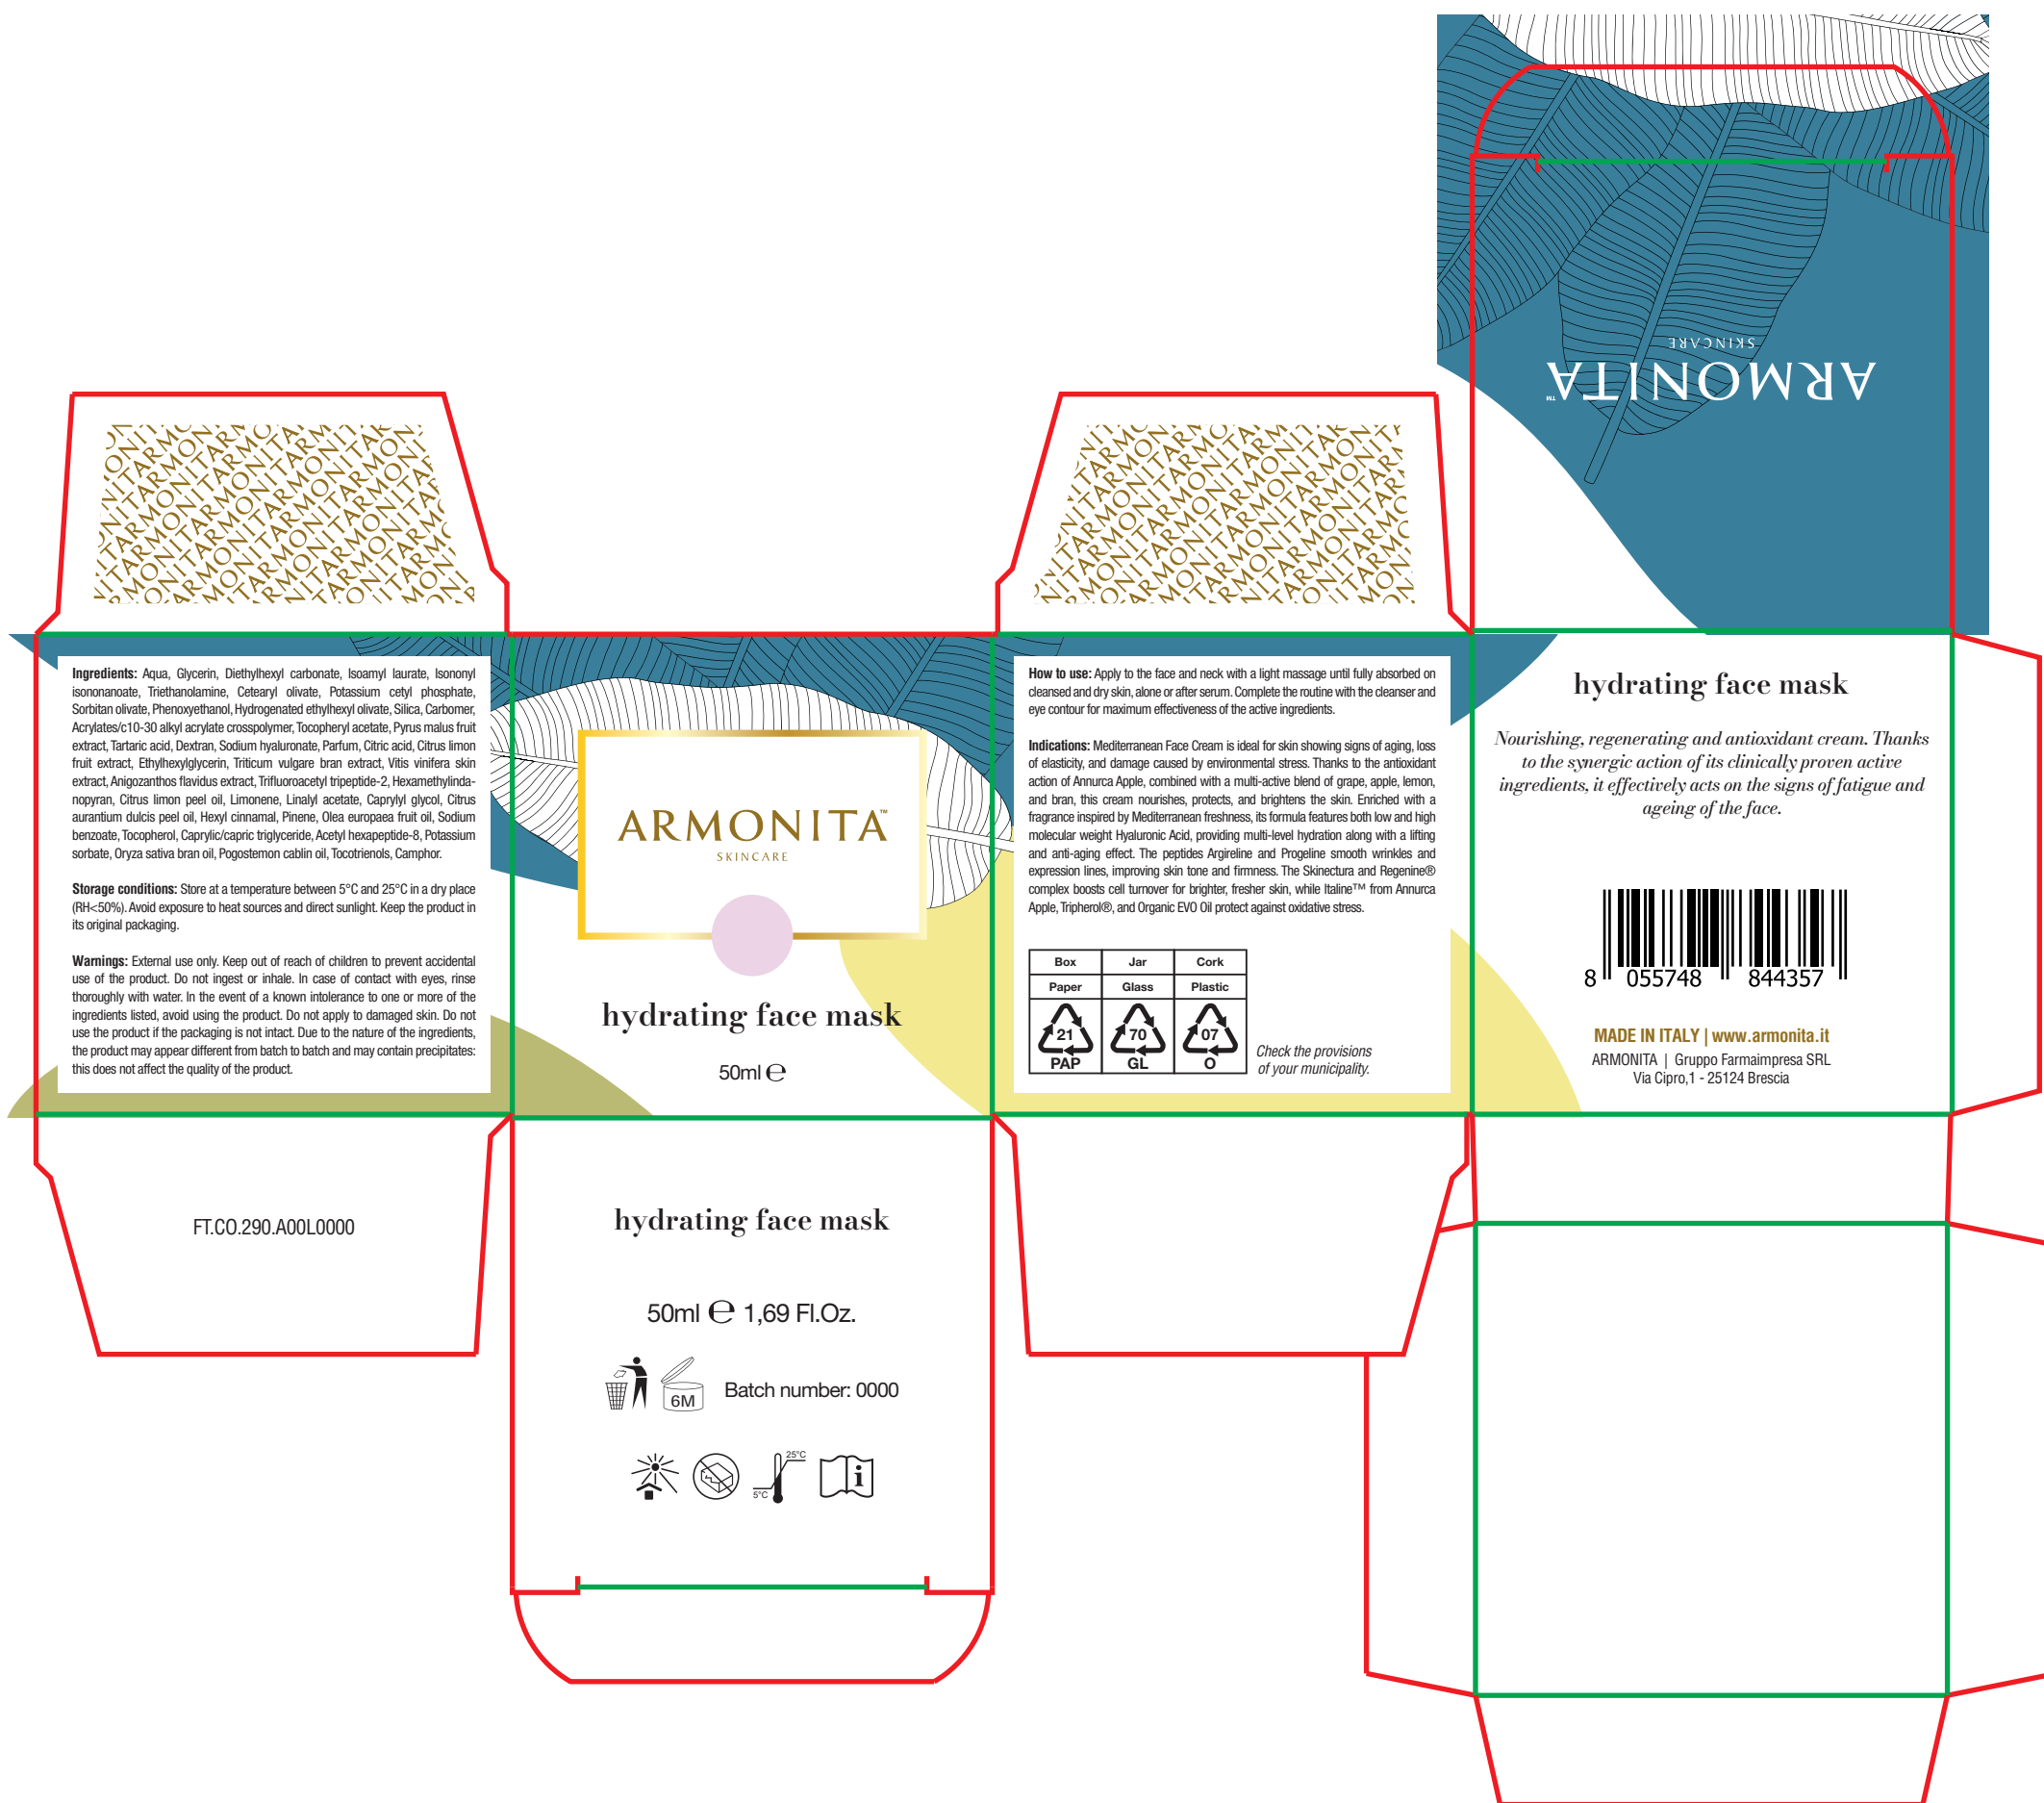 ARMONITA™
SKINCARE
Ingredients: Aqua, Glycerin, Diethylhexyl carbonate, Isoamyl laurate, Isononyl
isononanoate, Triethanolamine, Cetearyl olivate, Potassium cetyl phosphate,
Sorbitan olivate, Phenoxyethanol, Hydrogenated ethylhexyl olivate, Silica, Carbomer,
Acrylates/c10-30 alkyl acrylate crosspolymer, Tocopheryl acetate, Pyrus malus fruit
extract, Tartaric acid, Dextran, Sodium hyaluronate, Parfum, Citric acid, Citrus limon
fruit extract, Ethylhexylglycerin, Triticum vulgare bran extract, Vitis vinifera skin
extract, Anigozanthos flavidus extract, Trifluoroacetyl tripeptide-2, Hexamethylinda-
nopyran, Citrus limon peel oil, Limonene, Linalyl acetate, Caprylyl glycol, Citrus
aurantium dulcis peel oil, Hexyl cinnamal, Pinene, Olea europaea fruit oil, Sodium
benzoate, Tocopherol, Caprylic/capric triglyceride, Acetyl hexapeptide-8, Potassium
sorbate, Oryza sativa bran oil, Pogostemon cablin oil, Tocotrienols, Camphor.
Storage conditions: Store at a temperature between 5°C and 25°C in a dry place
(RH<50%). Avoid exposure to heat sources and direct sunlight. Keep the product in
its original packaging.
Warnings: External use only. Keep out of reach of children to prevent accidental
use of the product. Do not ingest or inhale. In case of contact with eyes, rinse
thoroughly with water. In the event of a known intolerance to one or more of the
ingredients listed, avoid using the product. Do not apply to damaged skin. Do not
use the product if the packaging is not intact. Due to the nature of the ingredients,
the product may appear different from batch to batch and may contain precipitates:
this does not affect the quality of the product.
ARMONITA™
SKINCARE
hydrating face mask
50ml ℮
How to use: Apply to the face and neck with a light massage until fully absorbed on
cleansed and dry skin, alone or after serum. Complete the routine with the cleanser and
eye contour for maximum effectiveness of the active ingredients.
Indications: Mediterranean Face Cream is ideal for skin showing signs of aging, loss
of elasticity, and damage caused by environmental stress. Thanks to the antioxidant
action of Annurca Apple, combined with a multi-active blend of grape, apple, lemon,
and bran, this cream nourishes, protects, and brightens the skin. Enriched with a
fragrance inspired by Mediterranean freshness, its formula features both low and high
molecular weight Hyaluronic Acid, providing multi-level hydration along with a lifting
and anti-aging effect. The peptides Argireline and Progeline smooth wrinkles and
expression lines, improving skin tone and firmness. The Skinectura and Regenine®
complex boosts cell turnover for brighter, fresher skin, while Italine™ from Annurca
Apple, Tripherol®, and Organic EVO Oil protect against oxidative stress.
Box Jar Cork
Paper Glass Plastic
21 70 07
PAP GL O
Check the provisions
of your municipality.
hydrating face mask
Nourishing, regenerating and antioxidant cream. Thanks
to the synergic action of its clinically proven active
ingredients, it effectively acts on the signs of fatigue and
ageing of the face.
8 055748 844357
MADE IN ITALY | www.armonita.it
ARMONITA | Gruppo Farmaimpresa SRL
Via Cipro,1 - 25124 Brescia
FT.CO.290.A00L0000
hydrating face mask
50ml ℮ 1,69 Fl.Oz.
6M
Batch number: 0000
25°C
5°C
i